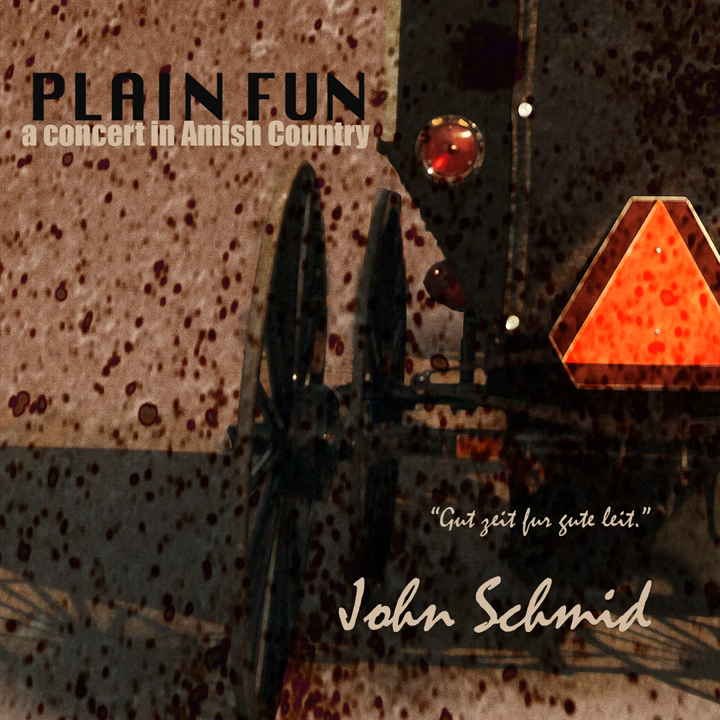 PLAIN FUN
a concert in Amish Country
“Gut zeit fur gute leit.”
John Schmid